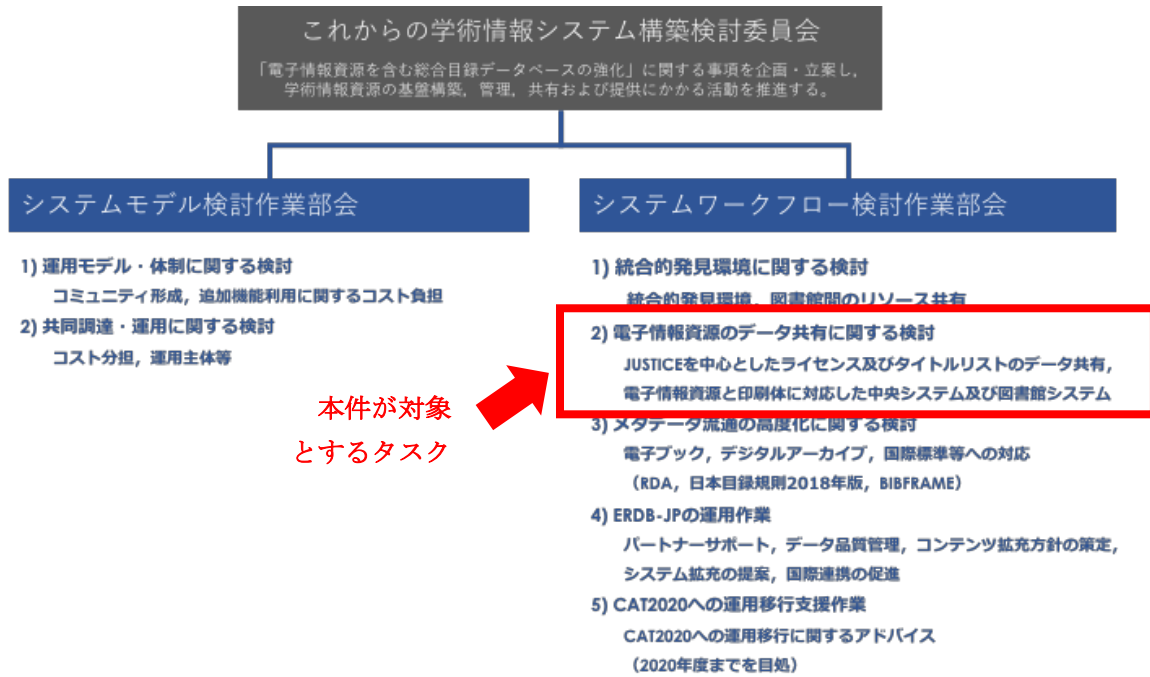 これからの学術情報システム構築検討委員会
「電子情報資源を含む総合目録データベースの強化」に関する事項を企画・立案し，
学術情報資源の基盤構築，管理，共有および提供にかかる活動を推進する。
システムモデル検討作業部会
1) 運用モデル・体制に関する検討
コミュニティ形成，追加機能利用に関するコスト負担
2) 共同調達・運用に関する検討
コスト分担，運用主体等
本件が対象
とするタスク
システムワークフロー検討作業部会
1) 統合的発見環境に関する検討
統合的発見環境，図書館間のリソース共有
2) 電子情報資源のデータ共有に関する検討
JUSTICEを中心としたライセンス及びタイトルリストのデータ共有，
電子情報資源と印刷体に対応した中央システム及び図書館システム
3) メタデータ流通の高度化に関する検討
電子ブック，デジタルアーカイブ，国際標準等への対応
（RDA，日本目録規則2018年版，BIBFRAME）
4) ERDB-JPの運用作業
パートナーサポート，データ品質管理，コンテンツ拡充方針の策定，
システム拡充の提案，国際連携の促進
5) CAT2020への運用移行支援作業
CAT2020への運用移行に関するアドバイス
（2020年度までを目処）